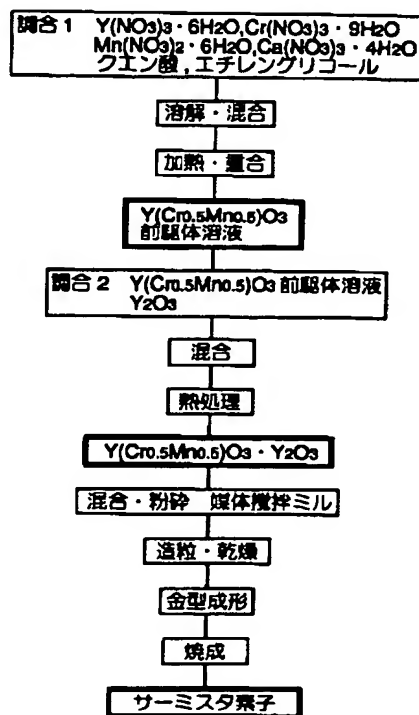 調合1 Y(NO3)3・6H2O,Cr(NO3)3・9H2O
Mn(NO3)2・6H2O,Ca(NO3)3・4H2O
クエン酸,エチレングリコール
溶解・混合
加熱・重合
Y(Cr0.5Mn0.5)O3
前駆体溶液
調合2 Y(Cr0.5Mn0.5)O3前駆体溶液
Y2O3
混合
熱処理
Y(Cr0.5Mn0.5)O3・Y2O3
混合・粉砕 媒体撹拌ミル
造粒・乾燥
金型成形
焼成
サーミスタ素子